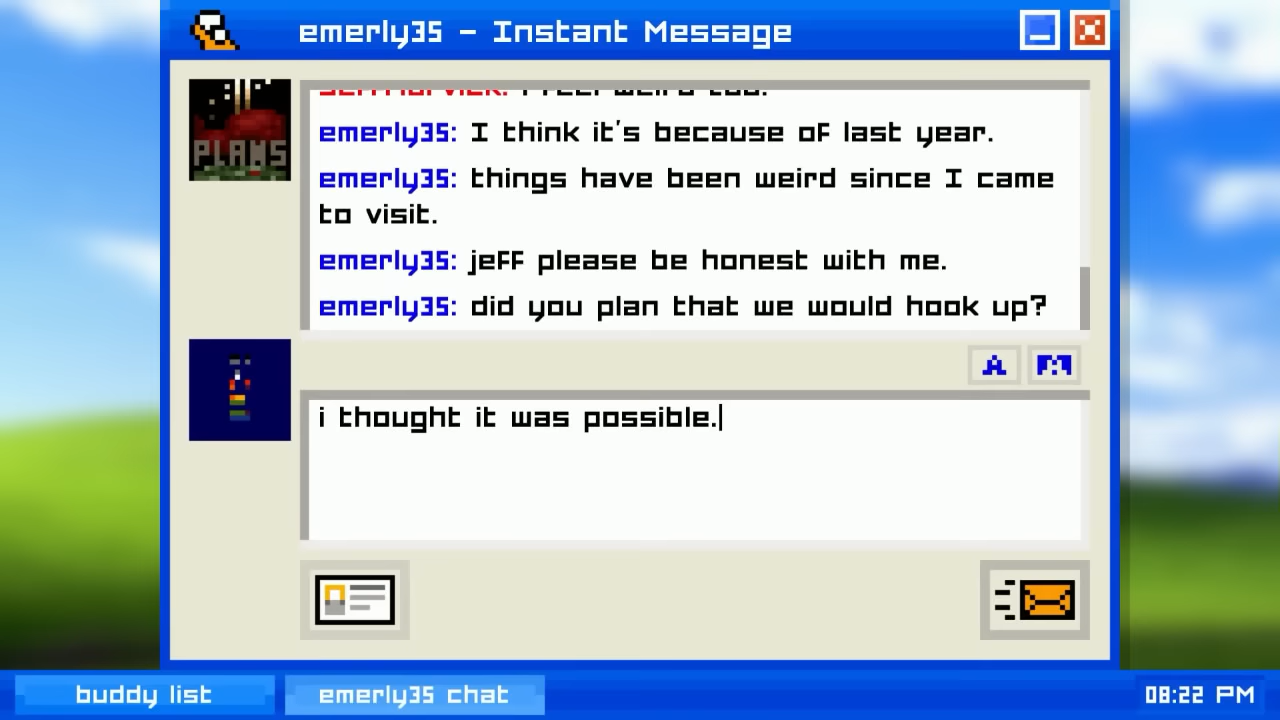 emerly35 - Instant Message
PLANS
emerly35: I think it's because of last year.
emerly35: things have been weird since I came
to visit.
emerly35: jeff please be honest with me.
emerly35: did you plan that we would hook up?
A
i thought it was possible.
buddy list
emerly35 chat
08:22 PM